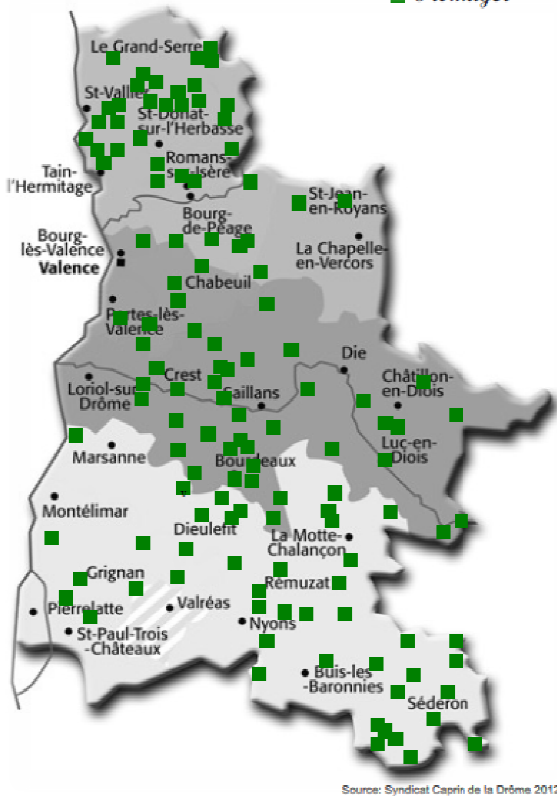 Le Grand-Serre
St-Vallier
St-Donat-
sur-l'Herbasse
Romans-
sur-Isère
Tain-
l'Hermitage
St-Jean-
en-Royans
Bourg-
de-Péage
Bourg-
lès-Valence
Valence
La Chapelle-
en-Vercors
Chabeuil
Portes-lès-
Valence
Die
Crest
Châtillon-
en-Diois
Loriol-sur-
Drôme
Saillans
Luc-en-
Diois
Marsanne
Bourdeaux
Montélimar
Dieulefit
La Motte-
Chalançon
Grignan
Rémuzat
Pierrelatte
Valréas
Nyons
St-Paul-Trois
-Châteaux
Buis-les
-Baronnies
Séderon
Source: Syndicat Caprin de la Drôme 2012